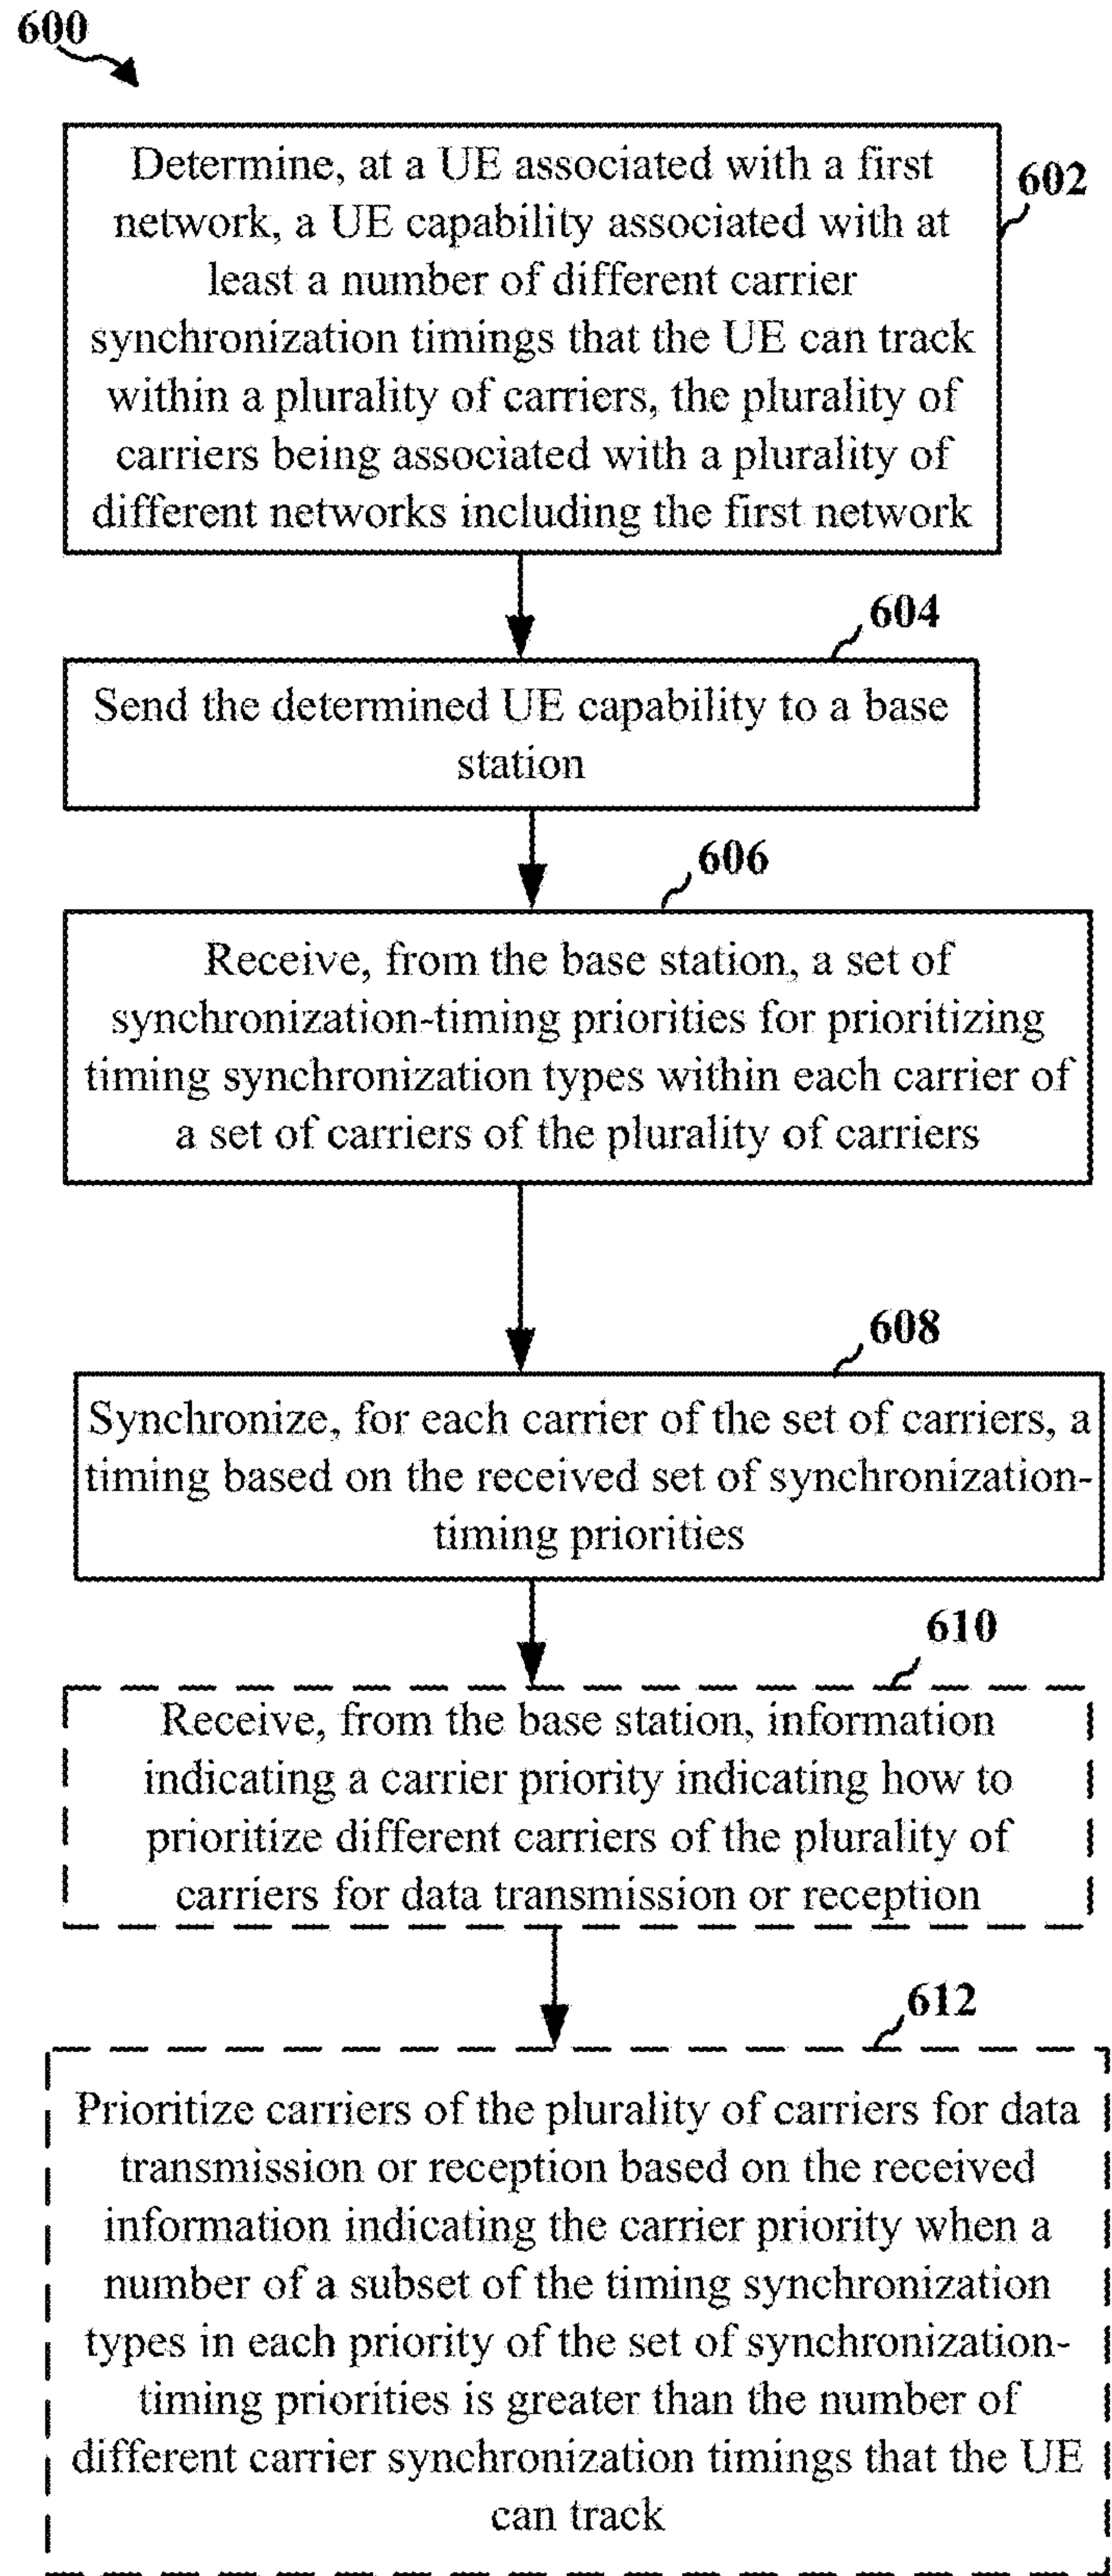 600
Determine, at a UE associated with a first
network, a UE capability associated with at
least a number of different carrier
synchronization timings that the UE can track
within a plurality of carriers, the plurality of
carriers being associated with a plurality of
different networks including the first network
602
604
Send the determined UE capability to a base
station
606
Receive, from the base station, a set of
synchronization-timing priorities for prioritizing
timing synchronization types within each carrier of
a set of carriers of the plurality of carriers
608
Synchronize, for each carrier of the set of carriers, a
timing based on the received set of synchronization-
timing priorities
610
Receive, from the base station, information
indicating a carrier priority indicating how to
prioritize different carriers of the plurality of
carriers for data transmission or reception
612
Prioritize carriers of the plurality of carriers for data
transmission or reception based on the received
information indicating the carrier priority when a
number of a subset of the timing synchronization
types in each priority of the set of synchronization-
timing priorities is greater than the number of
different carrier synchronization timings that the UE
can track